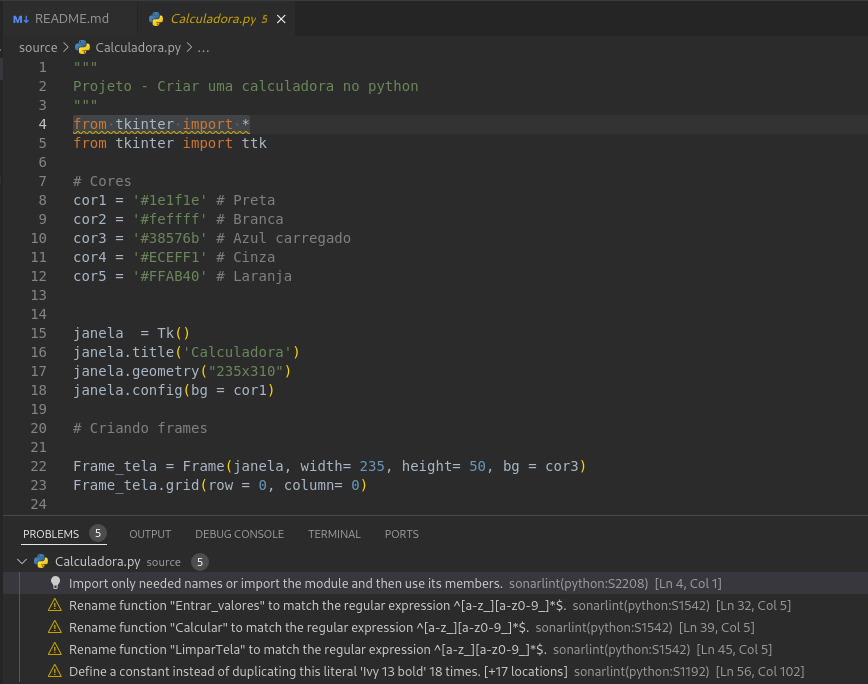 README.md Calculadora.py 5
source > Calculadora.py > ...
1 """
2 Projeto - Criar uma calculadora no python
3 """
4 from tkinter import *
5 from tkinter import ttk
6
7 # Cores
8 cor1 = '#1e1f1e' # Preta
9 cor2 = '#feffff' # Branca
10 cor3 = '#38576b' # Azul carregado
11 cor4 = '#ECEFF1' # Cinza
12 cor5 = '#FFAB40' # Laranja
13
14
15 janela  = Tk()
16 janela.title('Calculadora')
17 janela.geometry("235x310")
18 janela.config(bg = cor1)
19
20 # Criando frames
21
22 Frame_tela = Frame(janela, width= 235, height= 50, bg = cor3)
23 Frame_tela.grid(row = 0, column= 0)
24
PROBLEMS 5 OUTPUT DEBUG CONSOLE TERMINAL PORTS
Calculadora.py source 5
Import only needed names or import the module and then use its members. sonarlint(python:S2208) [Ln 4, Col 1]
Rename function "Entrar_valores" to match the regular expression ^[a-z_][a-z0-9_]*$. sonarlint(python:S1542) [Ln 32, Col 5]
Rename function "Calcular" to match the regular expression ^[a-z_][a-z0-9_]*$. sonarlint(python:S1542) [Ln 39, Col 5]
Rename function "LimparTela" to match the regular expression ^[a-z_][a-z0-9_]*$. sonarlint(python:S1542) [Ln 45, Col 5]
Define a constant instead of duplicating this literal 'Ivy 13 bold' 18 times. [+17 locations] sonarlint(python:S1192) [Ln 56, Col 102]